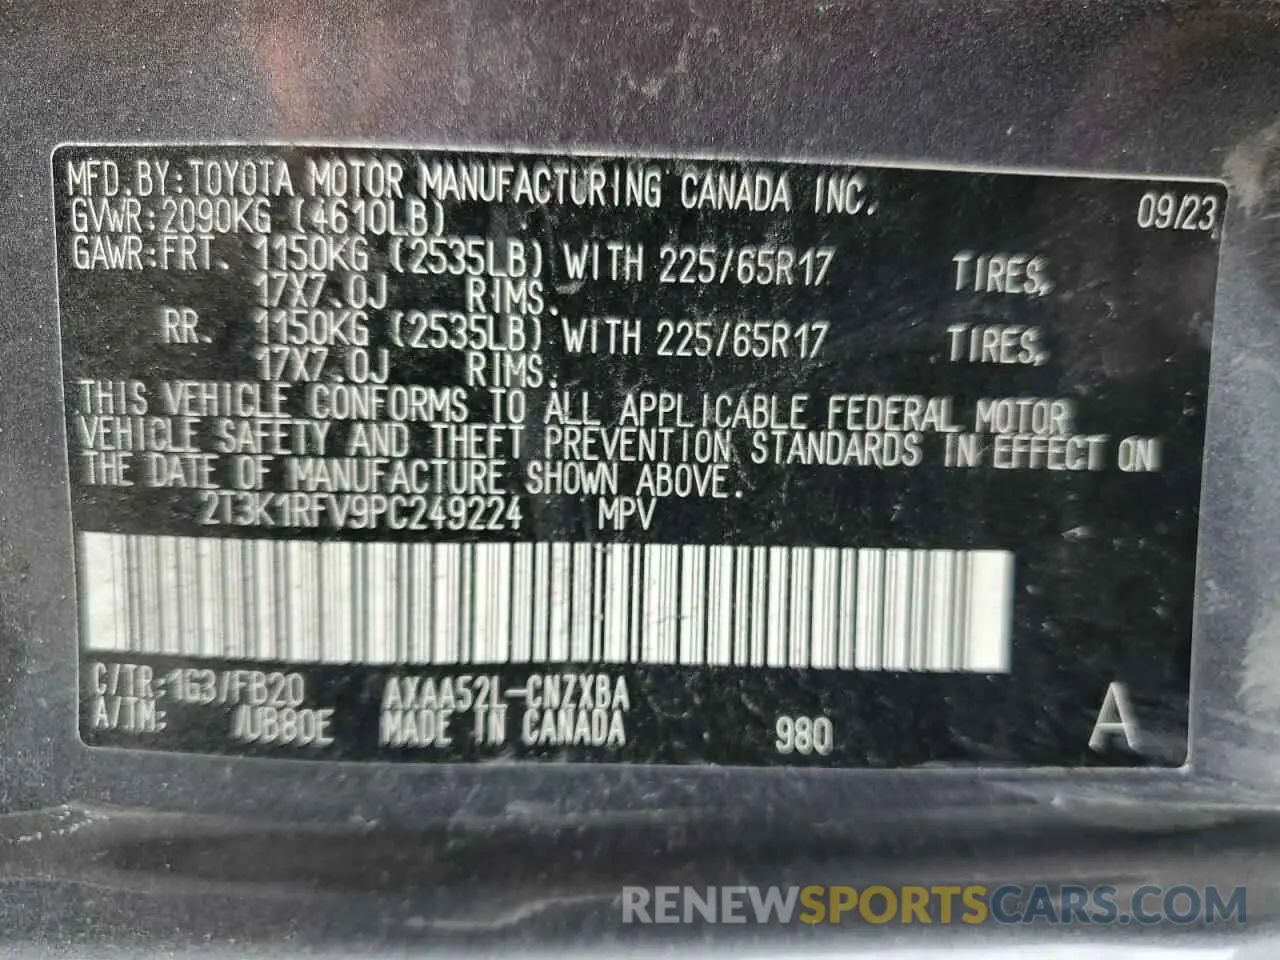 MFD.BY:TOYOTA MOTOR MANUFACTURING CANADA INC. 09/23
GVWR:2090KG (4610LB)
GAWR:FRT. 1150KG (2535LB) WITH 225/65R17 TIRES,
17X7.0J RIMS.
RR. 1150KG (2535LB) WITH 225/65R17 TIRES,
17X7.0J RIMS.
THIS VEHICLE CONFORMS TO ALL APPLICABLE FEDERAL MOTOR
VEHICLE SAFETY AND THEFT PREVENTION STANDARDS IN EFFECT ON
THE DATE OF MANUFACTURE SHOWN ABOVE.
2T3K1RFV9PC249224 MPV
C/TR:1G3/FB20 AXAA52L-CNZXBA
A/TM: /UB80E MADE IN CANADA 980 A
RENEWSPORTSCARS.COM